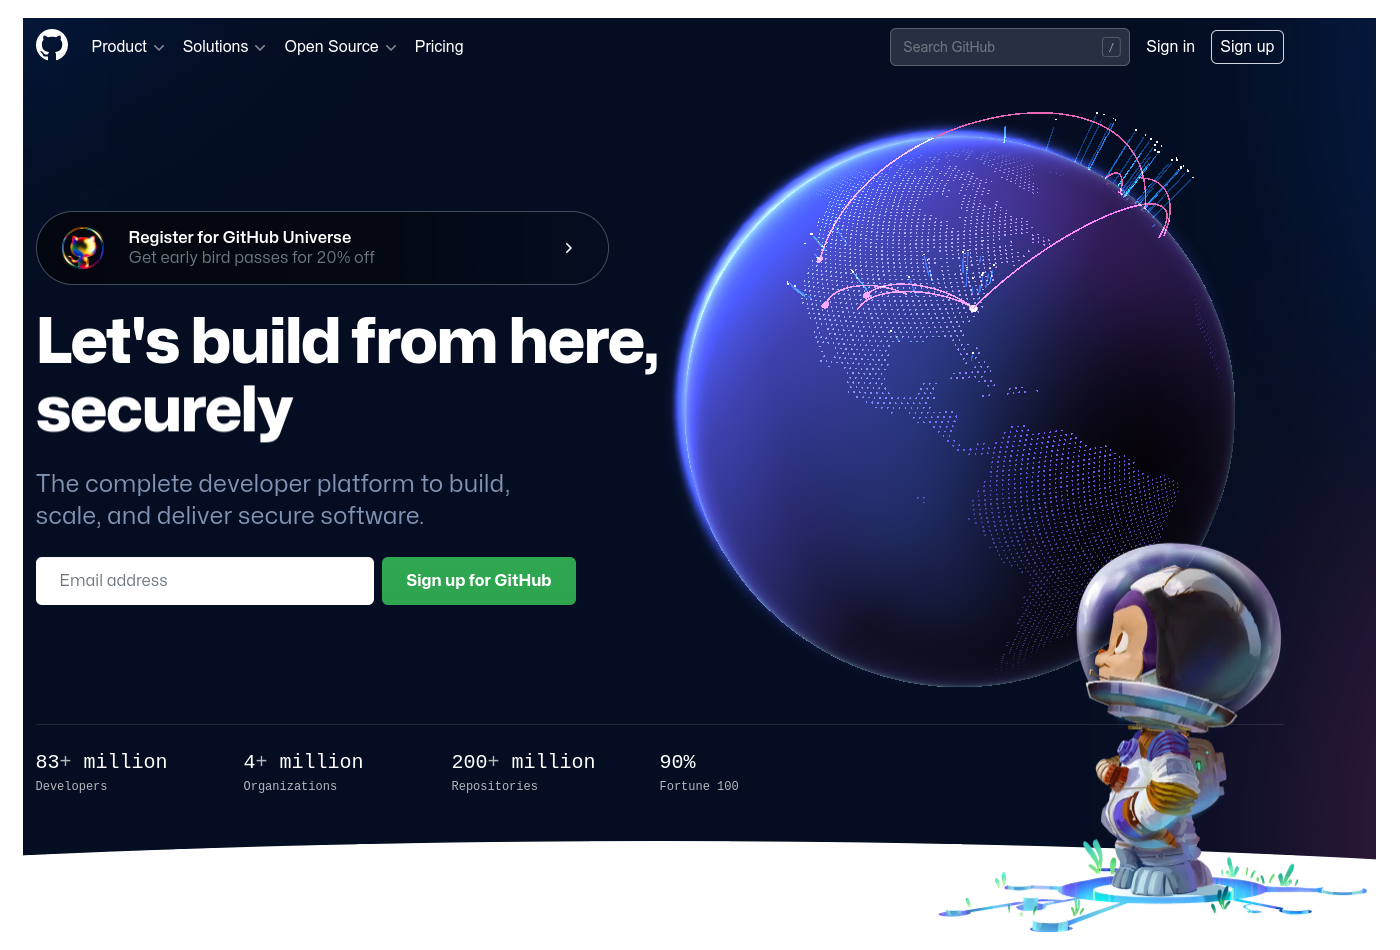 Product
Solutions
Open Source
Pricing
Search GitHub
/
Sign in
Sign up
Register for GitHub Universe
Get early bird passes for 20% off
Let's build from here,
securely
The complete developer platform to build,
scale, and deliver secure software.
Email address
Sign up for GitHub
83+ million
Developers
4+ million
Organizations
200+ million
Repositories
90%
Fortune 100